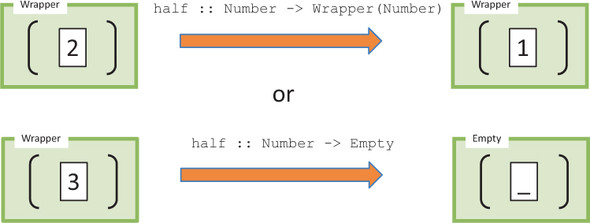 Wrapper
half :: Number -> Wrapper(Number)
Wrapper
( 2 )
( 1 )
or
Wrapper
half :: Number -> Empty
Empty
( 3 )
( _ )